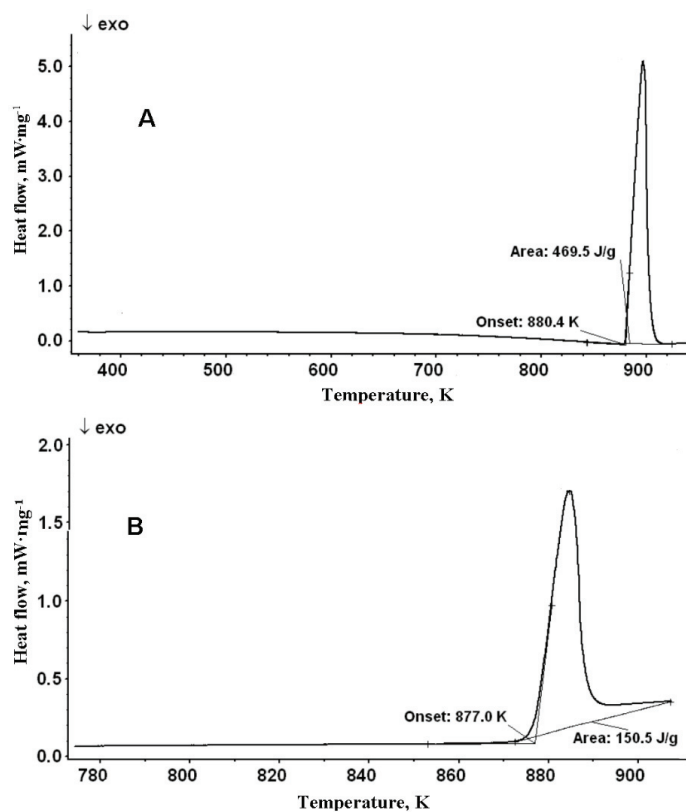 ↓ exo
5.0
A
4.0
3.0
2.0
Area: 469.5 J/g
1.0
Onset: 880.4 K
0.0
400 500 600 700 800 900
Temperature, K
Heat flow, mW·mg⁻¹
↓ exo
2.0
B
1.5
1.0
0.5
Onset: 877.0 K
Area: 150.5 J/g
0.0
780 800 820 840 860 880 900
Temperature, K
Heat flow, mW·mg⁻¹